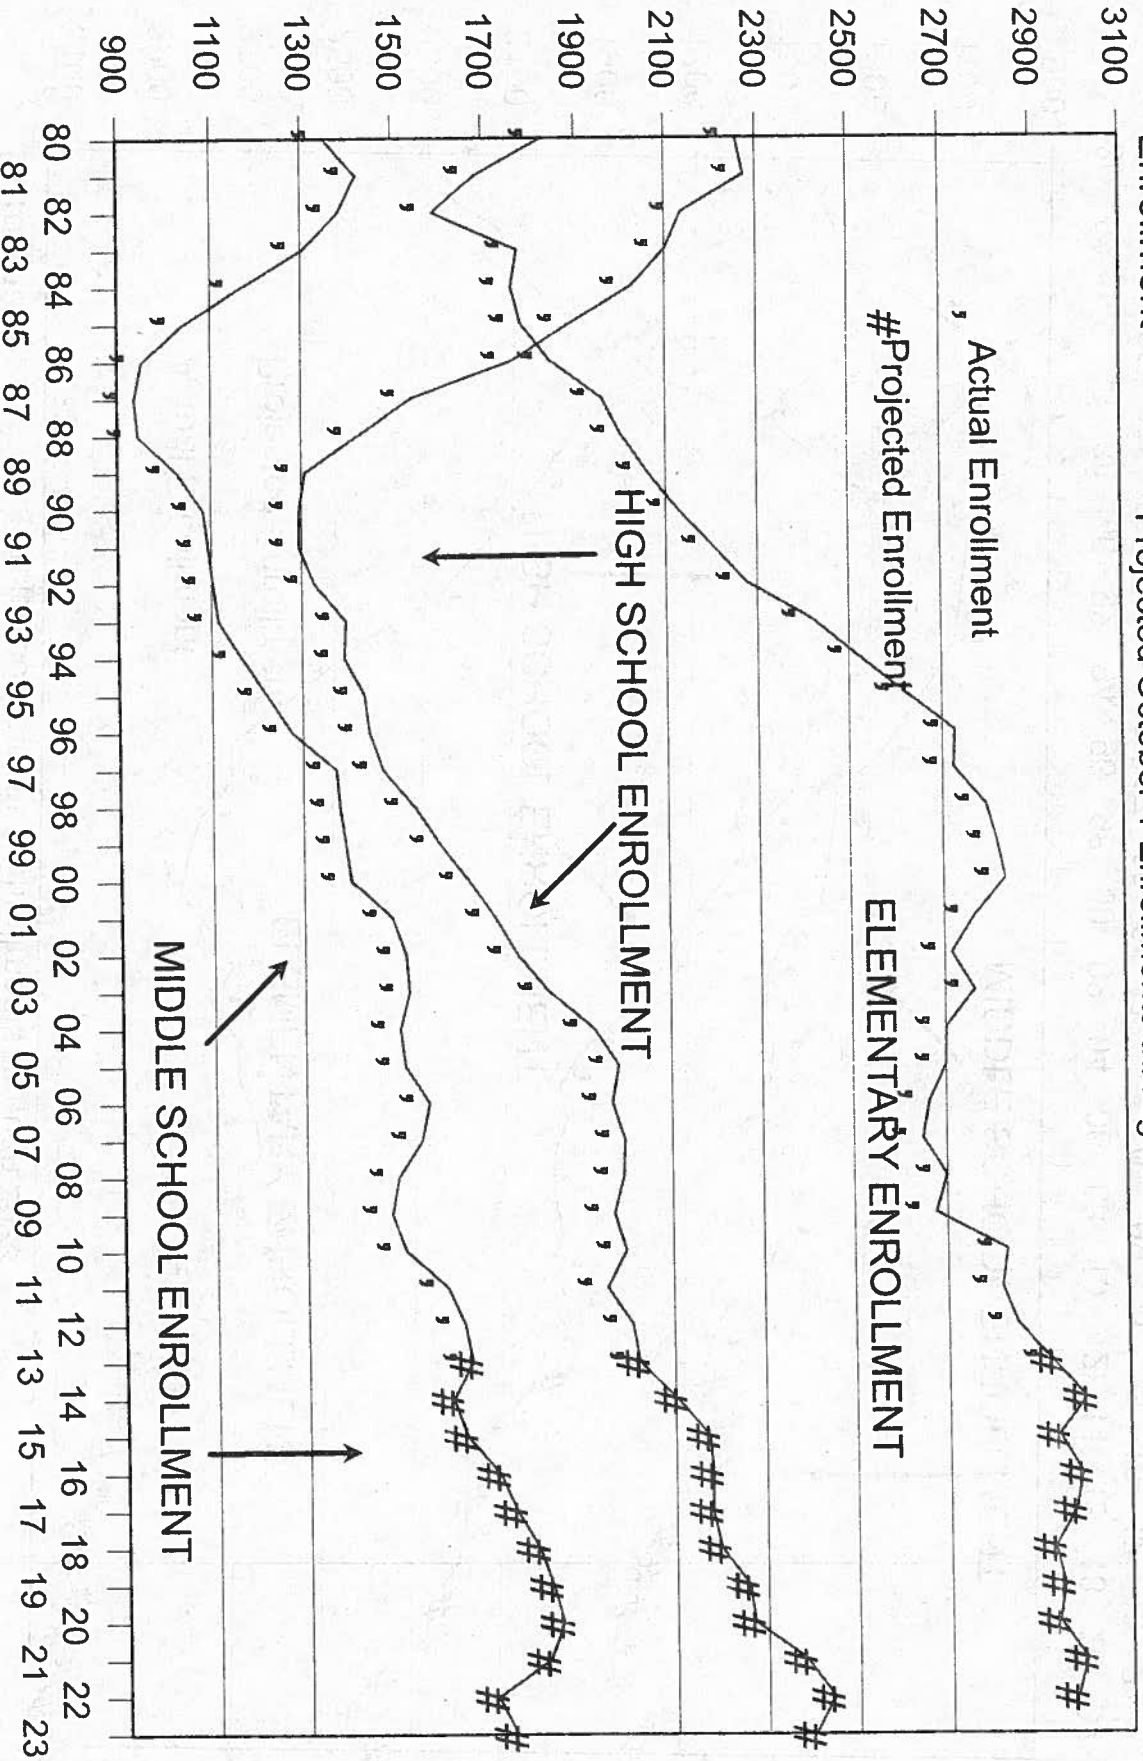 Projected October 1 Enrollment
, Actual Enrollment
#Projected Enrollment
ELEMENTARY ENROLLMENT
HIGH SCHOOL ENROLLMENT
MIDDLE SCHOOL ENROLLMENT
3100
2900
2700
2500
2300
2100
1900
1700
1500
1300
1100
900
80 82 84 86 88 90 92 94 96 98 00 02 04 06 08 10 12 14 16 18 20 22
81 83 85 87 89 91 93 95 97 99 01 03 05 07 09 11 13 15 17 19 21 23